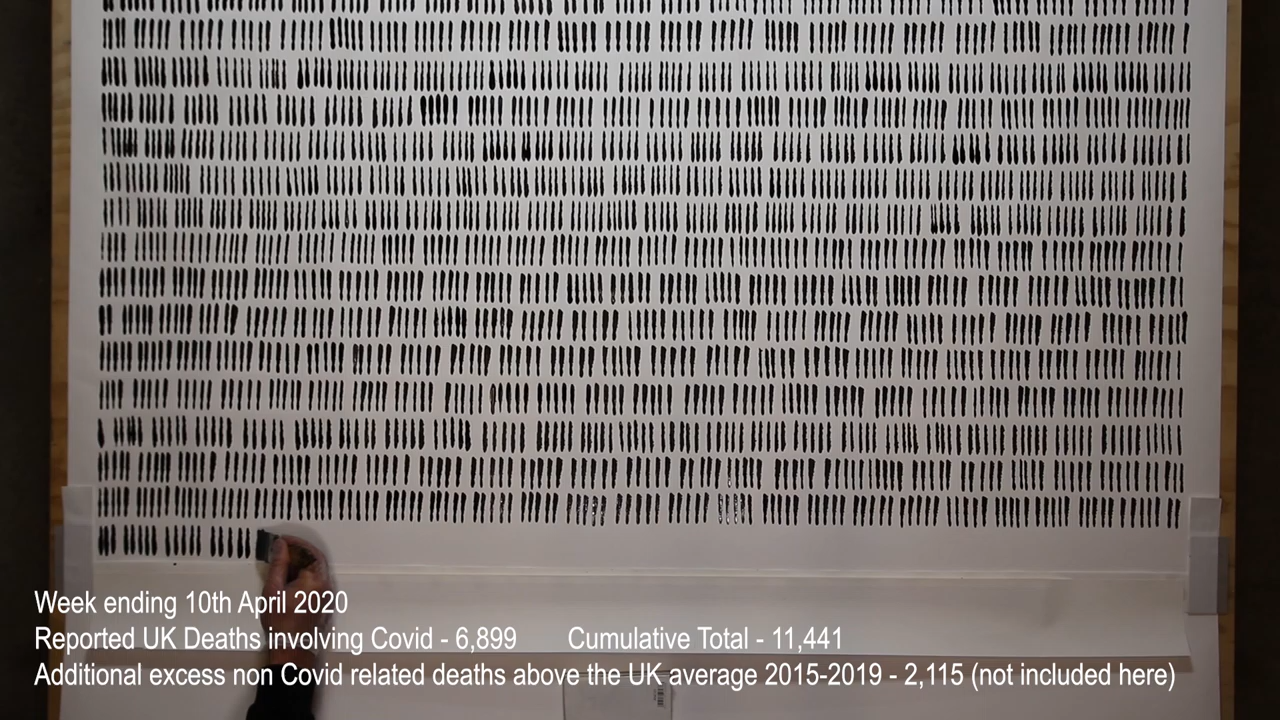 Week ending 10th April 2020
Reported UK Deaths involving Covid - 6,899 Cumulative Total - 11,441
Additional excess non Covid related deaths above the UK average 2015-2019 - 2,115 (not included here)